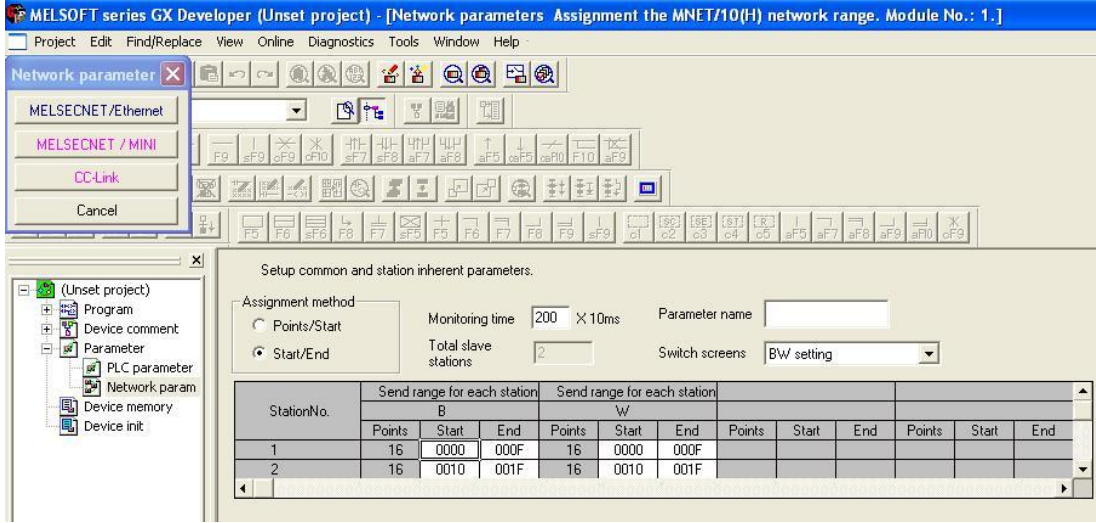 MELSOFT series GX Developer (Unset project) - [Network parameters Assignment the MNET/10(H) network range. Module No.: 1.]
Project Edit Find/Replace View Online Diagnostics Tools Window Help
Network parameter
MELSECNET/Ethernet
MELSECNET / MINI
CC-Link
Cancel
F9 sF9 cF9 cF10 sF7 sF8 aF7 aF8 aF5 caF5 caF10 F10 aF9
F5 F6 sF6 F8 F7 sF5 F5 F6 F7 F8 F9 sF9 c1 c2 c3 c4 c5 aF5 aF7 aF8 aF9 aF10 cF9
(Unset project)
Program
Device comment
Parameter
PLC parameter
Network param
Device memory
Device init
Setup common and station inherent parameters.
Assignment method
Points/Start
Start/End
Monitoring time 200 X 10ms
Parameter name
Total slave
stations
2
Switch screens BW setting
StationNo. Send range for each station Send range for each station
B W
Points Start End Points Start End Points Start End Points Start End
1 16 0000 000F 16 0000 000F
2 16 0010 001F 16 0010 001F